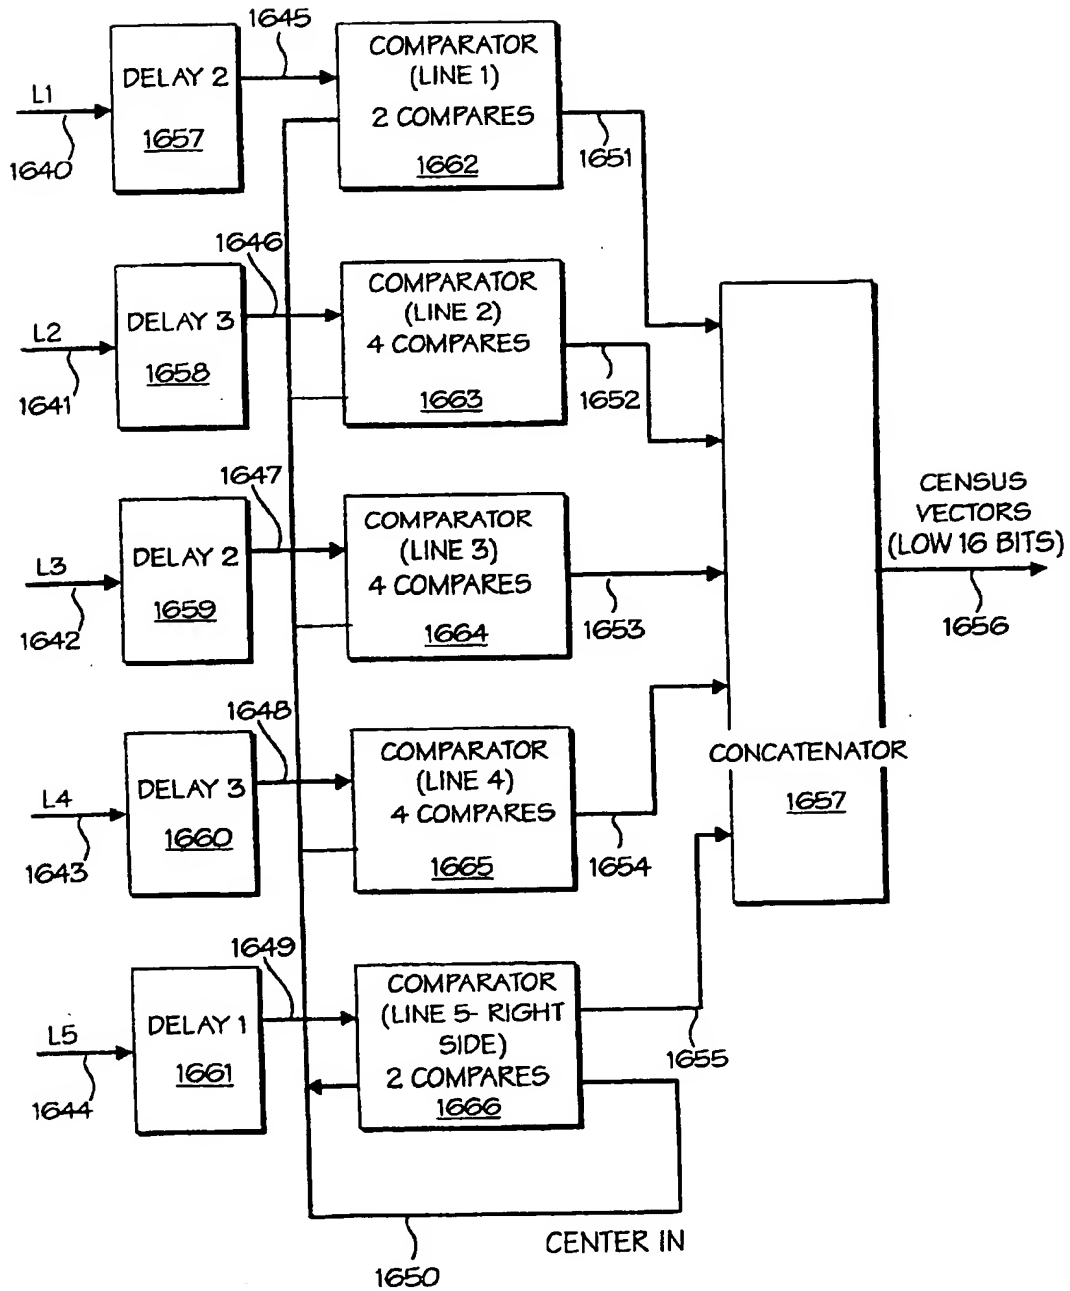 1645
L1
1640
DELAY 2
1657
COMPARATOR
(LINE 1)
2 COMPARES
1662
1651
1646
L2
1641
DELAY 3
1658
COMPARATOR
(LINE 2)
4 COMPARES
1663
1652
1647
L3
1642
DELAY 2
1659
COMPARATOR
(LINE 3)
4 COMPARES
1664
1653
CENSUS
VECTORS
(LOW 16 BITS)
1656
1648
L4
1643
DELAY 3
1660
COMPARATOR
(LINE 4)
4 COMPARES
1665
1654
CONCATENATOR
1657
1649
L5
1644
DELAY 1
1661
COMPARATOR
(LINE 5- RIGHT
SIDE)
2 COMPARES
1666
1655
CENTER IN
1650